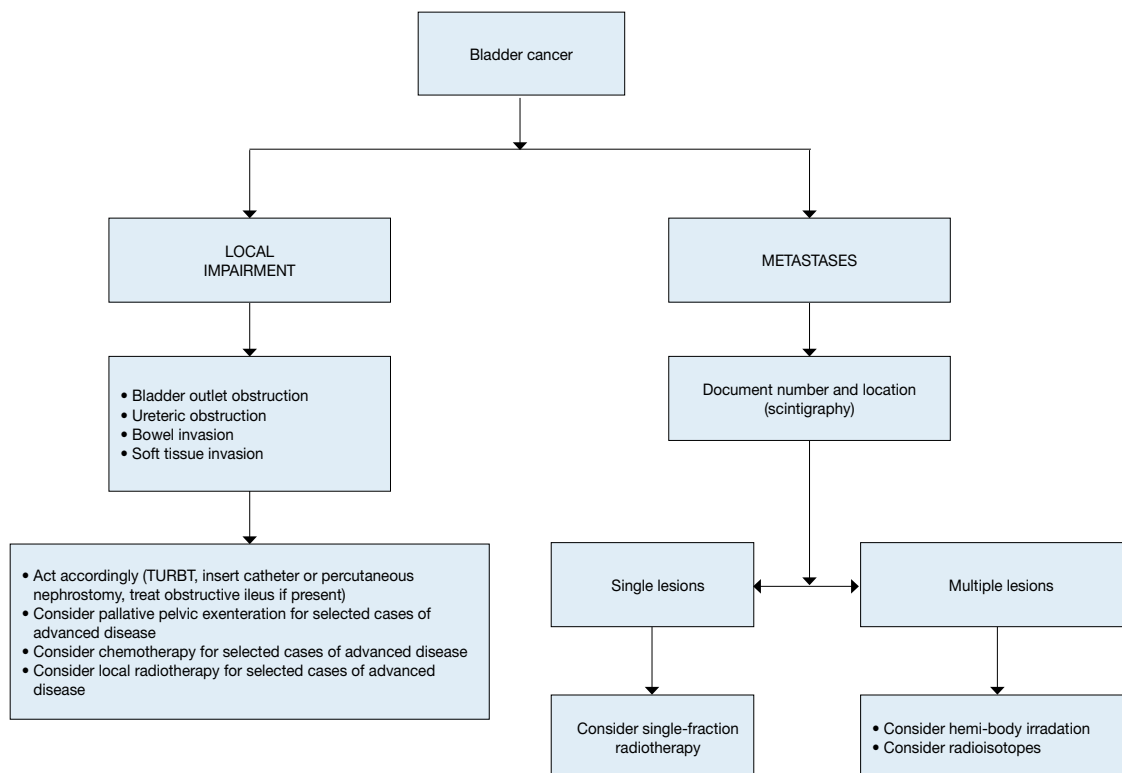 Bladder cancer
LOCAL
IMPAIRMENT
METASTASES
• Bladder outlet obstruction
• Ureteric obstruction
• Bowel invasion
• Soft tissue invasion
Document number and location
(scintigraphy)
• Act accordingly (TURBT, insert catheter or percutaneous
nephrostomy, treat obstructive ileus if present)
• Consider pallative pelvic exenteration for selected cases of
advanced disease
• Consider chemotherapy for selected cases of advanced disease
• Consider local radiotherapy for selected cases of advanced
disease
Single lesions
Multiple lesions
Consider single-fraction
radiotherapy
• Consider hemi-body irradiation
• Consider radioisotopes